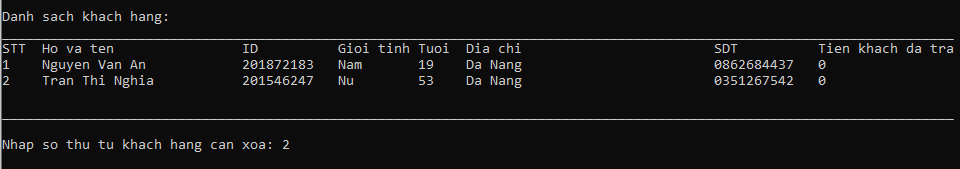 Danh sach khach hang:
STT Ho va ten ID Gioi tinh Tuoi Dia chi SDT Tien khach da tra
1 Nguyen Van An 201872183 Nam 19 Da Nang 0862684437 0
2 Tran Thi Nghia 201546247 Nu 53 Da Nang 0351267542 0
Nhap so thu tu khach hang can xoa: 2